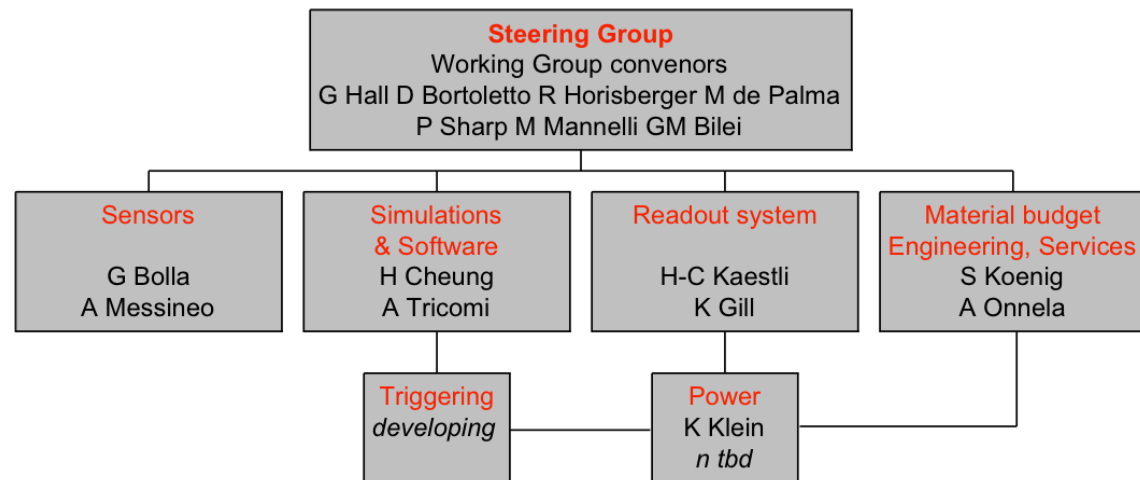 Steering Group
Working Group convenors
G Hall D Bortoletto R Horisberger M de Palma
P Sharp M Mannelli GM Bilei
Sensors
G Bolla
A Messineo
Simulations
& Software
H Cheung
A Tricomi
Readout system
H-C Kaestli
K Gill
Material budget
Engineering, Services
S Koenig
A Onnela
Triggering
developing
Power
K Klein
n tbd